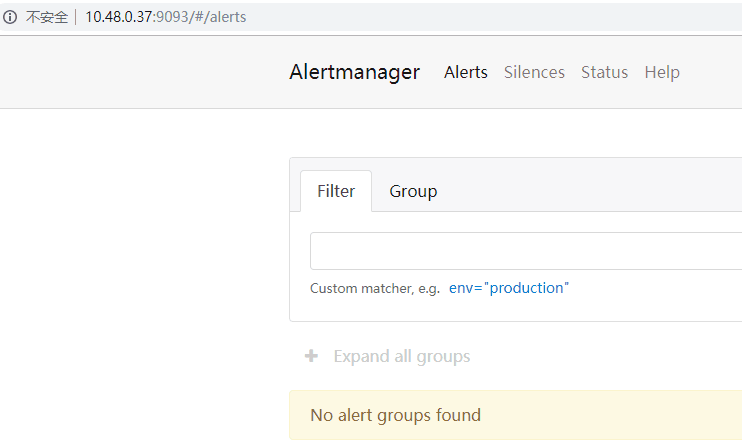 不安全 10.48.0.37:9093/#/alerts
Alertmanager Alerts Silences Status Help
Filter Group
Custom matcher, e.g. env="production"
Expand all groups
No alert groups found